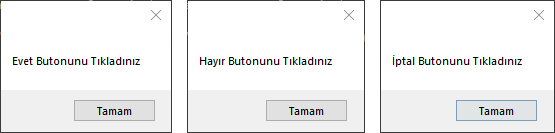 Evet Butonunu Tıkladınız
Tamam
Hayır Butonunu Tıkladınız
Tamam
İptal Butonunu Tıkladınız
Tamam